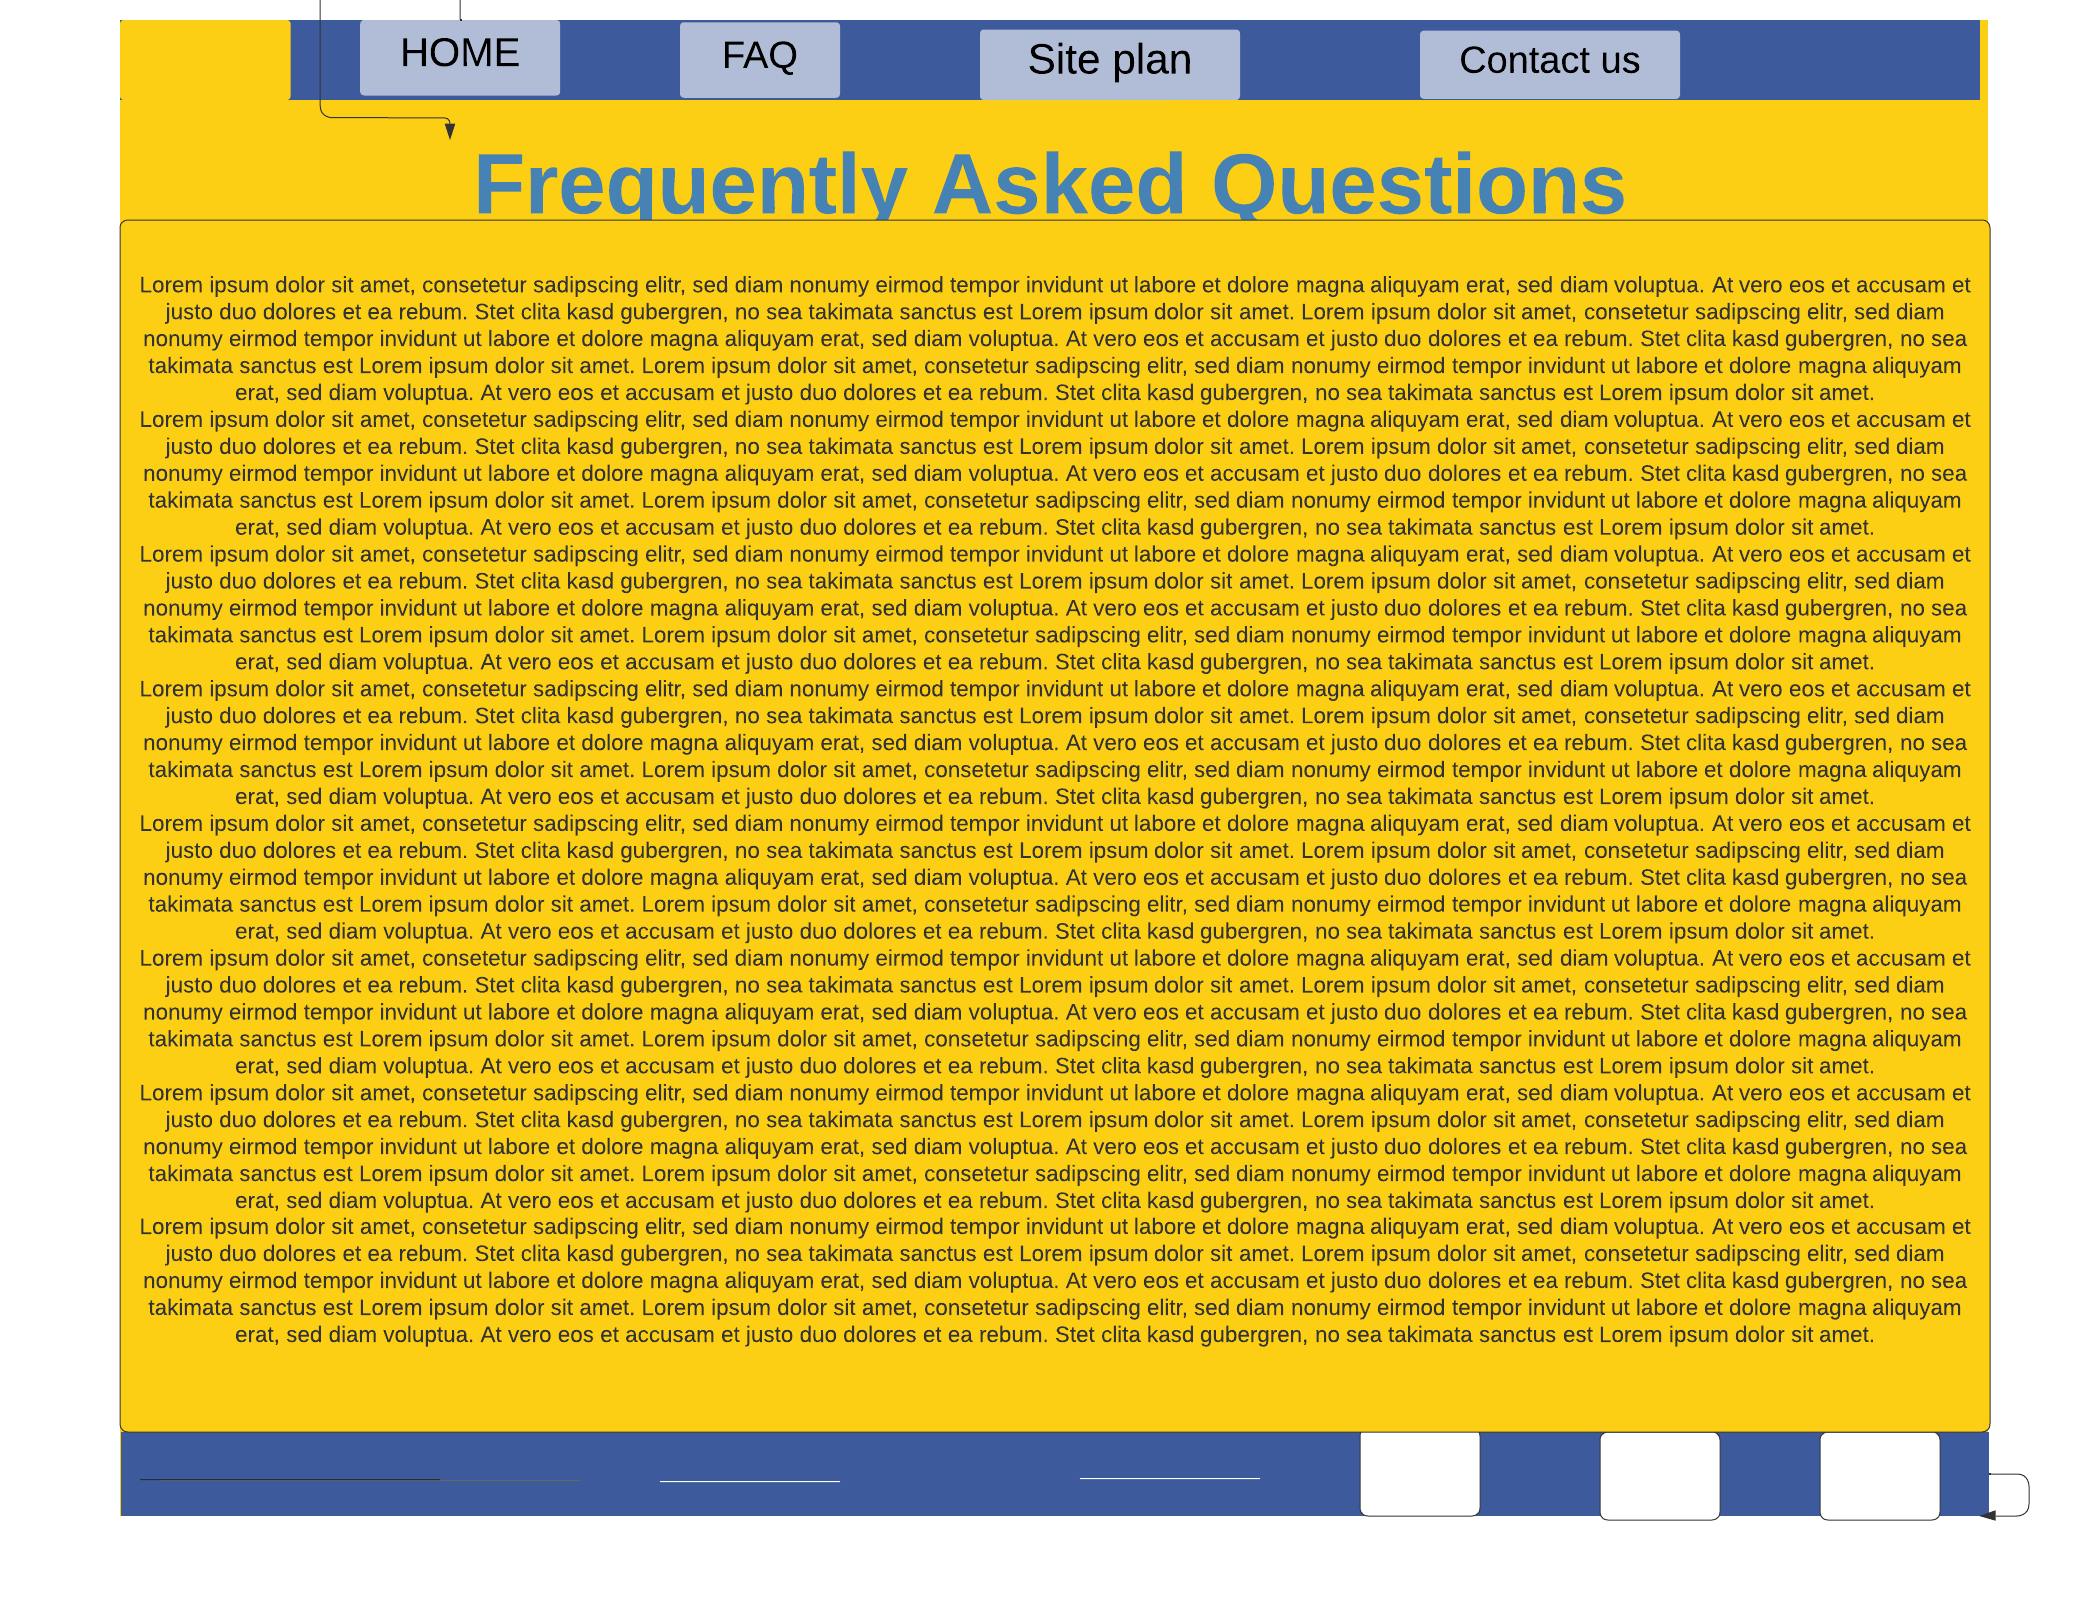 HOME
FAQ
Site plan
Contact us
Frequently Asked Questions
Lorem ipsum dolor sit amet, consetetur sadipscing elitr, sed diam nonumy eirmod tempor invidunt ut labore et dolore magna aliquyam erat, sed diam voluptua. At vero eos et accusam et
justo duo dolores et ea rebum. Stet clita kasd gubergren, no sea takimata sanctus est Lorem ipsum dolor sit amet. Lorem ipsum dolor sit amet, consetetur sadipscing elitr, sed diam
nonumy eirmod tempor invidunt ut labore et dolore magna aliquyam erat, sed diam voluptua. At vero eos et accusam et justo duo dolores et ea rebum. Stet clita kasd gubergren, no sea
takimata sanctus est Lorem ipsum dolor sit amet. Lorem ipsum dolor sit amet, consetetur sadipscing elitr, sed diam nonumy eirmod tempor invidunt ut labore et dolore magna aliquyam
erat, sed diam voluptua. At vero eos et accusam et justo duo dolores et ea rebum. Stet clita kasd gubergren, no sea takimata sanctus est Lorem ipsum dolor sit amet.
Lorem ipsum dolor sit amet, consetetur sadipscing elitr, sed diam nonumy eirmod tempor invidunt ut labore et dolore magna aliquyam erat, sed diam voluptua. At vero eos et accusam et
justo duo dolores et ea rebum. Stet clita kasd gubergren, no sea takimata sanctus est Lorem ipsum dolor sit amet. Lorem ipsum dolor sit amet, consetetur sadipscing elitr, sed diam
nonumy eirmod tempor invidunt ut labore et dolore magna aliquyam erat, sed diam voluptua. At vero eos et accusam et justo duo dolores et ea rebum. Stet clita kasd gubergren, no sea
takimata sanctus est Lorem ipsum dolor sit amet. Lorem ipsum dolor sit amet, consetetur sadipscing elitr, sed diam nonumy eirmod tempor invidunt ut labore et dolore magna aliquyam
erat, sed diam voluptua. At vero eos et accusam et justo duo dolores et ea rebum. Stet clita kasd gubergren, no sea takimata sanctus est Lorem ipsum dolor sit amet.
Lorem ipsum dolor sit amet, consetetur sadipscing elitr, sed diam nonumy eirmod tempor invidunt ut labore et dolore magna aliquyam erat, sed diam voluptua. At vero eos et accusam et
justo duo dolores et ea rebum. Stet clita kasd gubergren, no sea takimata sanctus est Lorem ipsum dolor sit amet. Lorem ipsum dolor sit amet, consetetur sadipscing elitr, sed diam
nonumy eirmod tempor invidunt ut labore et dolore magna aliquyam erat, sed diam voluptua. At vero eos et accusam et justo duo dolores et ea rebum. Stet clita kasd gubergren, no sea
takimata sanctus est Lorem ipsum dolor sit amet. Lorem ipsum dolor sit amet, consetetur sadipscing elitr, sed diam nonumy eirmod tempor invidunt ut labore et dolore magna aliquyam
erat, sed diam voluptua. At vero eos et accusam et justo duo dolores et ea rebum. Stet clita kasd gubergren, no sea takimata sanctus est Lorem ipsum dolor sit amet.
Lorem ipsum dolor sit amet, consetetur sadipscing elitr, sed diam nonumy eirmod tempor invidunt ut labore et dolore magna aliquyam erat, sed diam voluptua. At vero eos et accusam et
justo duo dolores et ea rebum. Stet clita kasd gubergren, no sea takimata sanctus est Lorem ipsum dolor sit amet. Lorem ipsum dolor sit amet, consetetur sadipscing elitr, sed diam
nonumy eirmod tempor invidunt ut labore et dolore magna aliquyam erat, sed diam voluptua. At vero eos et accusam et justo duo dolores et ea rebum. Stet clita kasd gubergren, no sea
takimata sanctus est Lorem ipsum dolor sit amet. Lorem ipsum dolor sit amet, consetetur sadipscing elitr, sed diam nonumy eirmod tempor invidunt ut labore et dolore magna aliquyam
erat, sed diam voluptua. At vero eos et accusam et justo duo dolores et ea rebum. Stet clita kasd gubergren, no sea takimata sanctus est Lorem ipsum dolor sit amet.
Lorem ipsum dolor sit amet, consetetur sadipscing elitr, sed diam nonumy eirmod tempor invidunt ut labore et dolore magna aliquyam erat, sed diam voluptua. At vero eos et accusam et
justo duo dolores et ea rebum. Stet clita kasd gubergren, no sea takimata sanctus est Lorem ipsum dolor sit amet. Lorem ipsum dolor sit amet, consetetur sadipscing elitr, sed diam
nonumy eirmod tempor invidunt ut labore et dolore magna aliquyam erat, sed diam voluptua. At vero eos et accusam et justo duo dolores et ea rebum. Stet clita kasd gubergren, no sea
takimata sanctus est Lorem ipsum dolor sit amet. Lorem ipsum dolor sit amet, consetetur sadipscing elitr, sed diam nonumy eirmod tempor invidunt ut labore et dolore magna aliquyam
erat, sed diam voluptua. At vero eos et accusam et justo duo dolores et ea rebum. Stet clita kasd gubergren, no sea takimata sanctus est Lorem ipsum dolor sit amet.
Lorem ipsum dolor sit amet, consetetur sadipscing elitr, sed diam nonumy eirmod tempor invidunt ut labore et dolore magna aliquyam erat, sed diam voluptua. At vero eos et accusam et
justo duo dolores et ea rebum. Stet clita kasd gubergren, no sea takimata sanctus est Lorem ipsum dolor sit amet. Lorem ipsum dolor sit amet, consetetur sadipscing elitr, sed diam
nonumy eirmod tempor invidunt ut labore et dolore magna aliquyam erat, sed diam voluptua. At vero eos et accusam et justo duo dolores et ea rebum. Stet clita kasd gubergren, no sea
takimata sanctus est Lorem ipsum dolor sit amet. Lorem ipsum dolor sit amet, consetetur sadipscing elitr, sed diam nonumy eirmod tempor invidunt ut labore et dolore magna aliquyam
erat, sed diam voluptua. At vero eos et accusam et justo duo dolores et ea rebum. Stet clita kasd gubergren, no sea takimata sanctus est Lorem ipsum dolor sit amet.
Lorem ipsum dolor sit amet, consetetur sadipscing elitr, sed diam nonumy eirmod tempor invidunt ut labore et dolore magna aliquyam erat, sed diam voluptua. At vero eos et accusam et
justo duo dolores et ea rebum. Stet clita kasd gubergren, no sea takimata sanctus est Lorem ipsum dolor sit amet. Lorem ipsum dolor sit amet, consetetur sadipscing elitr, sed diam
nonumy eirmod tempor invidunt ut labore et dolore magna aliquyam erat, sed diam voluptua. At vero eos et accusam et justo duo dolores et ea rebum. Stet clita kasd gubergren, no sea
takimata sanctus est Lorem ipsum dolor sit amet. Lorem ipsum dolor sit amet, consetetur sadipscing elitr, sed diam nonumy eirmod tempor invidunt ut labore et dolore magna aliquyam
erat, sed diam voluptua. At vero eos et accusam et justo duo dolores et ea rebum. Stet clita kasd gubergren, no sea takimata sanctus est Lorem ipsum dolor sit amet.
Lorem ipsum dolor sit amet, consetetur sadipscing elitr, sed diam nonumy eirmod tempor invidunt ut labore et dolore magna aliquyam erat, sed diam voluptua. At vero eos et accusam et
justo duo dolores et ea rebum. Stet clita kasd gubergren, no sea takimata sanctus est Lorem ipsum dolor sit amet. Lorem ipsum dolor sit amet, consetetur sadipscing elitr, sed diam
nonumy eirmod tempor invidunt ut labore et dolore magna aliquyam erat, sed diam voluptua. At vero eos et accusam et justo duo dolores et ea rebum. Stet clita kasd gubergren, no sea
takimata sanctus est Lorem ipsum dolor sit amet. Lorem ipsum dolor sit amet, consetetur sadipscing elitr, sed diam nonumy eirmod tempor invidunt ut labore et dolore magna aliquyam
erat, sed diam voluptua. At vero eos et accusam et justo duo dolores et ea rebum. Stet clita kasd gubergren, no sea takimata sanctus est Lorem ipsum dolor sit amet.